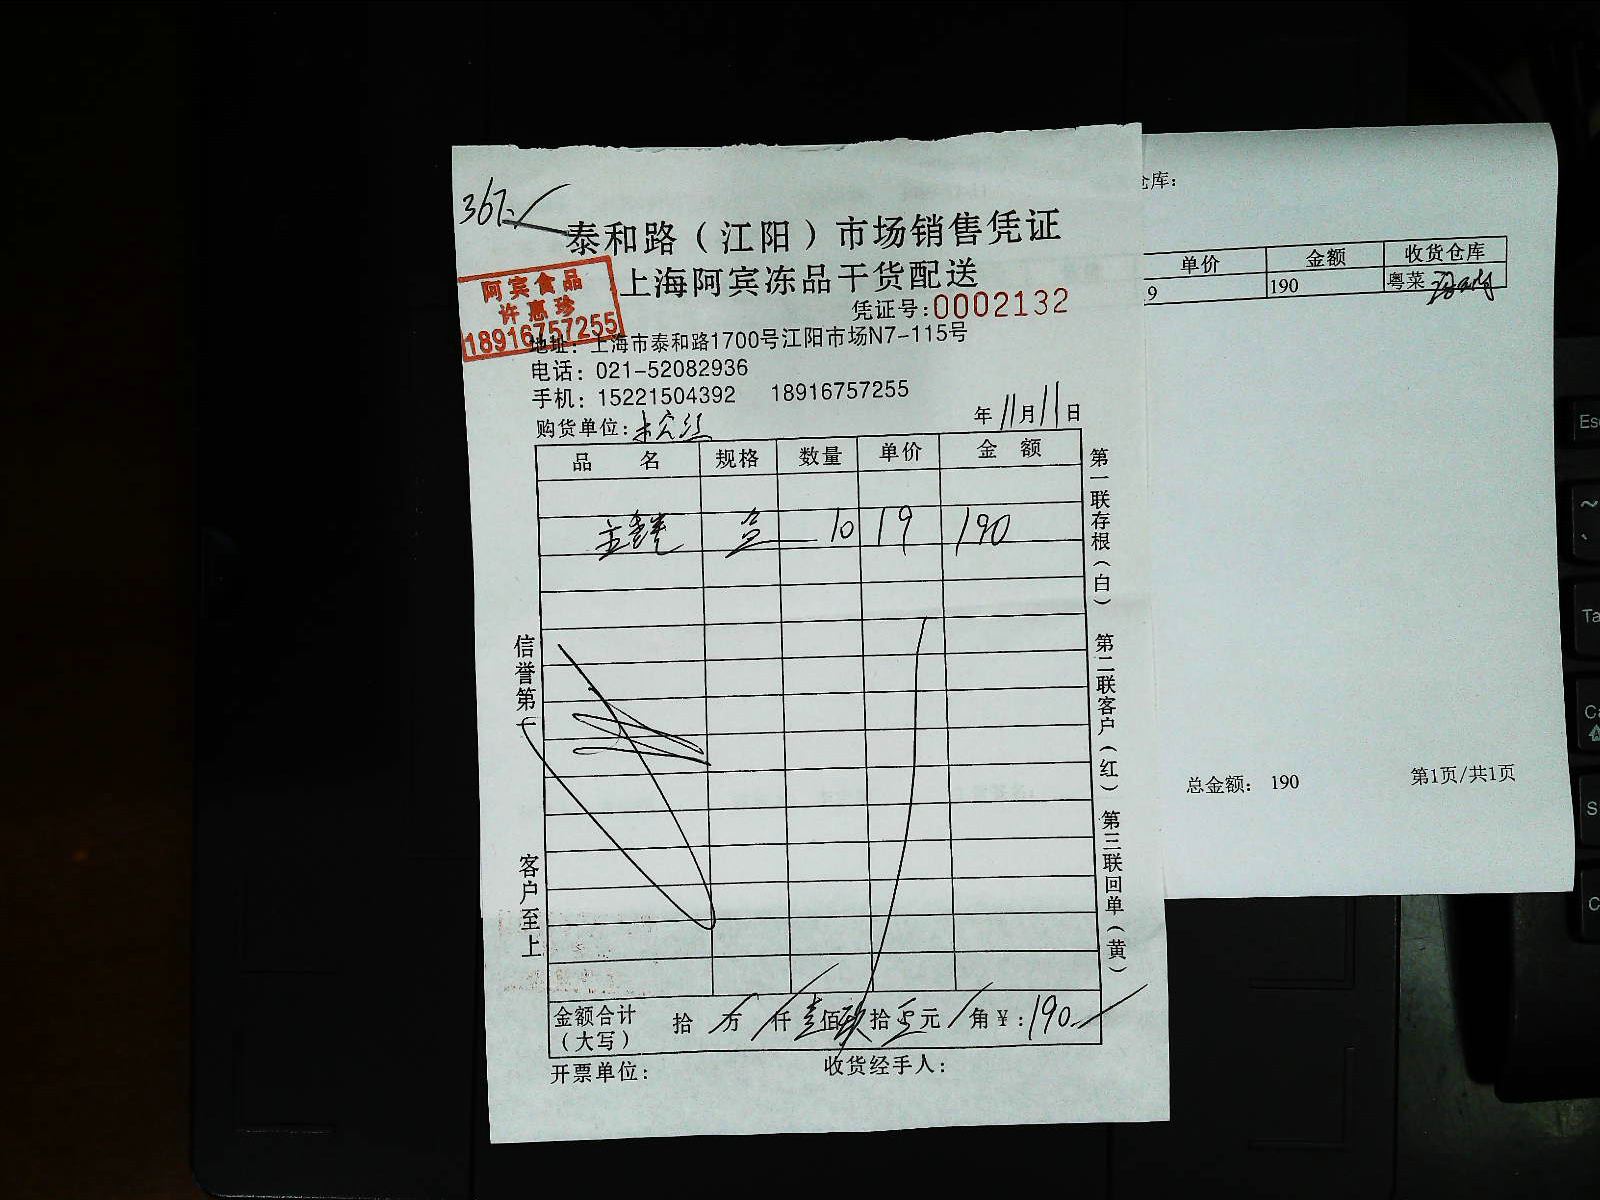 367.
泰和路（江阳）市场销售凭证
上海阿宾冻品干货配送
阿宾食品
许惠珍
18916757255
凭证号:0002132
地址：上海市泰和路1700号江阳市场N7-115号
电话：021-52082936
手机：15221504392 18916757255
购货单位:
年11月11日
品 名 规格 数量 单价 金 额
盒 10 19 190
第一联存根（白） 第二联客户（红） 第三联回单（黄）
信誉第一 客户至上
金额合计（大写） 拾 万 仟壹佰玖拾 元 角￥:190
开票单位: 收货经手人:
仓库:
单价 金额 收货仓库
9 190 粤菜
总金额: 190 第1页/共1页
Esc
~
Ta
Ca
S
C